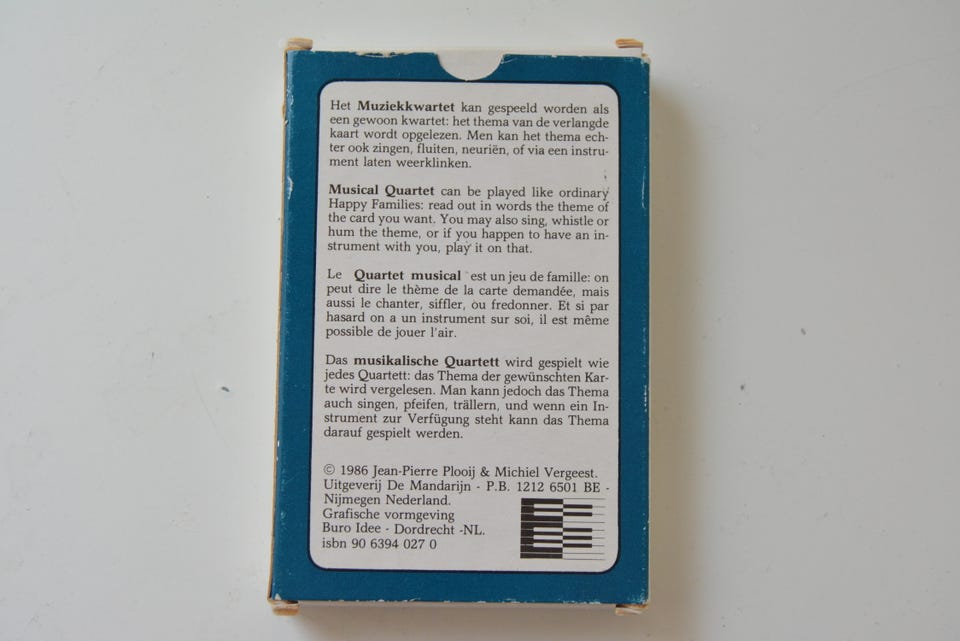 Het Muziekkwartet kan gespeeld worden als
een gewoon kwartet: het thema van de verlangde
kaart wordt opgelezen. Men kan het thema ech-
ter ook zingen, fluiten, neuriën, of via een instru-
ment laten weerklinken.
Musical Quartet can be played like ordinary
Happy Families: read out in words the theme of
the card you want. You may also sing, whistle or
hum the theme, or if you happen to have an in-
strument with you, play it on that.
Le Quartet musical est un jeu de famille: on
peut dire le thème de la carte demandée, mais
aussi le chanter, siffler, ou fredonner. Et si par
hasard on a un instrument sur soi, il est même
possible de jouer l'air.
Das musikalische Quartett wird gespielt wie
jedes Quartett: das Thema der gewünschten Kar-
te wird vergelesen. Man kann jedoch das Thema
auch singen, pfeifen, trällern, und wenn ein In-
strument zur Verfügung steht kann das Thema
darauf gespielt werden.
© 1986 Jean-Pierre Plooij & Michiel Vergeest.
Uitgeverij De Mandarijn - P.B. 1212 6501 BE -
Nijmegen Nederland.
Grafische vormgeving
Buro Idee - Dordrecht -NL.
isbn 90 6394 027 0